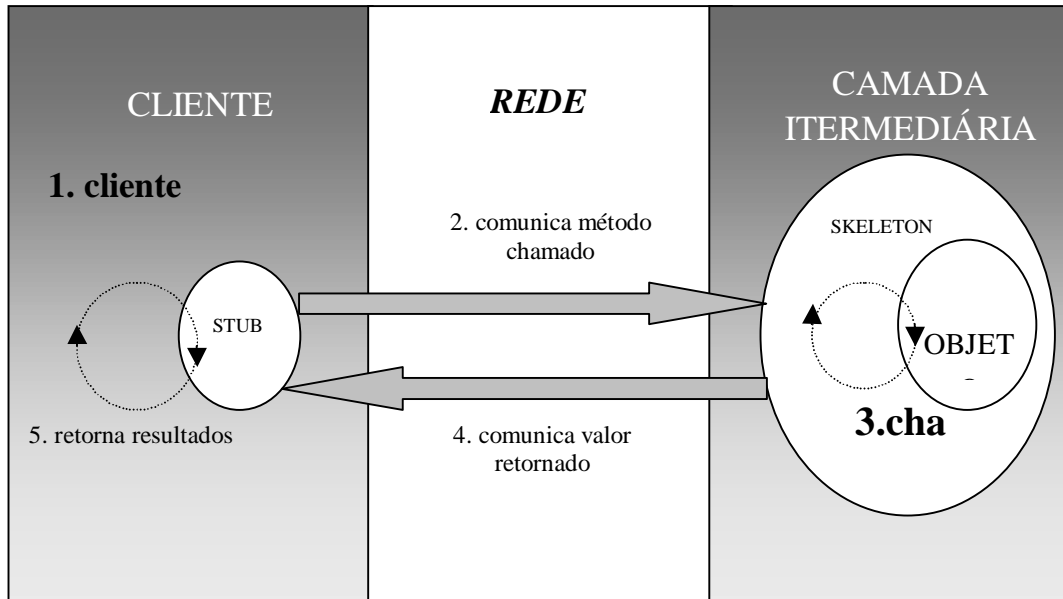 CLIENTE
REDE
CAMADA
ITERMEDIÁRIA
1. cliente
2. comunica método
chamado
SKELETON
STUB
OBJET
3.cha
5. retorna resultados
4. comunica valor
retornado